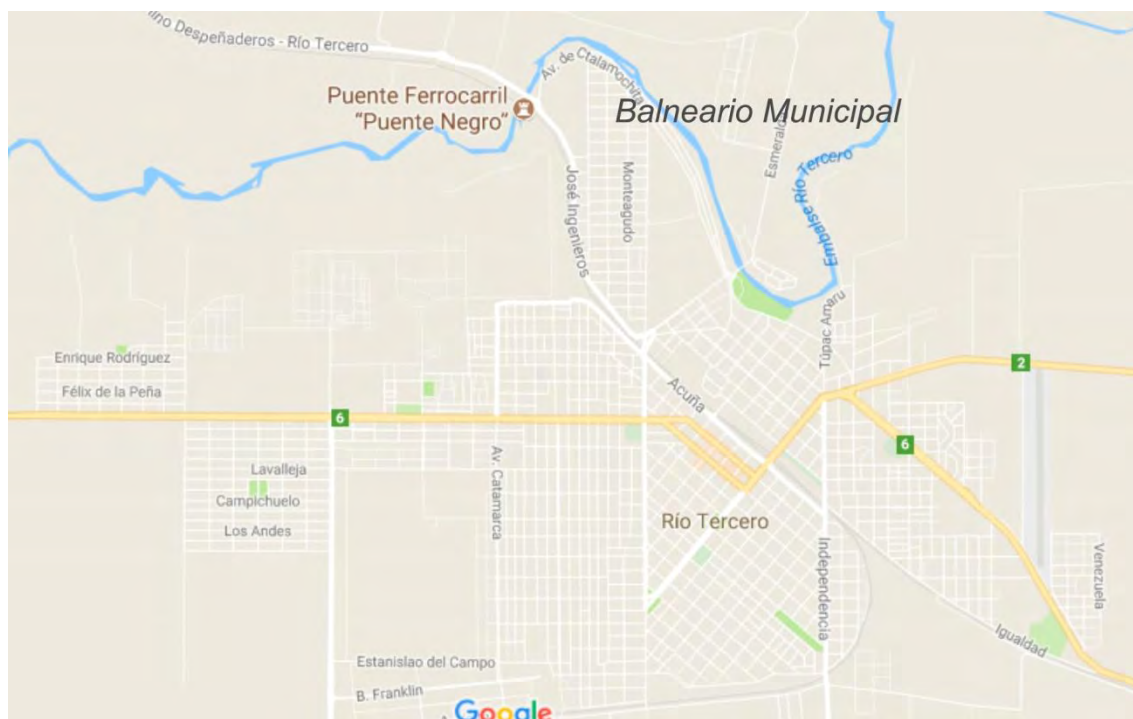 Despeñaderos - Río Tercero
Puente Ferrocarril
"Puente Negro"
Av. de Ctalamochita
Balneario Municipal
Esmeralda
Embalse Río Tercero
José Ingenieros
Monteagudo
Túpac Amaru
Enrique Rodríguez
Félix de la Peña
2
Acuña
6
6
Lavalleja
Campichuelo
Los Andes
Av. Catamarca
Río Tercero
Independencia
Venezuela
Igualdad
Estanislao del Campo
B. Franklin
Google